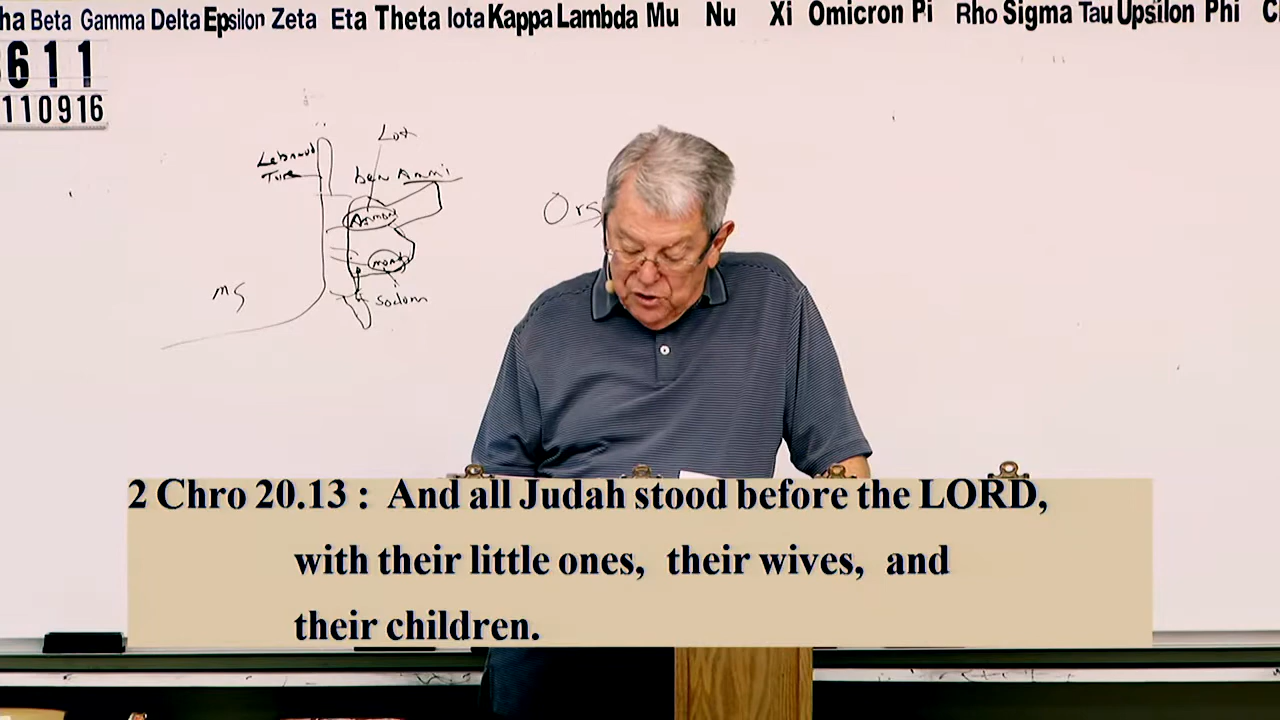 ha Beta Gamma Delta Epsilon Zeta Eta Theta Iota Kappa Lambda Mu Nu Xi Omicron Pi Rho Sigma Tau Upsilon Phi
611
110916
Lot
ben Ammi
Ammon
Moab
Sodom
MS
2 Chro 20.13 : And all Judah stood before the LORD,
with their little ones, their wives, and
their children.